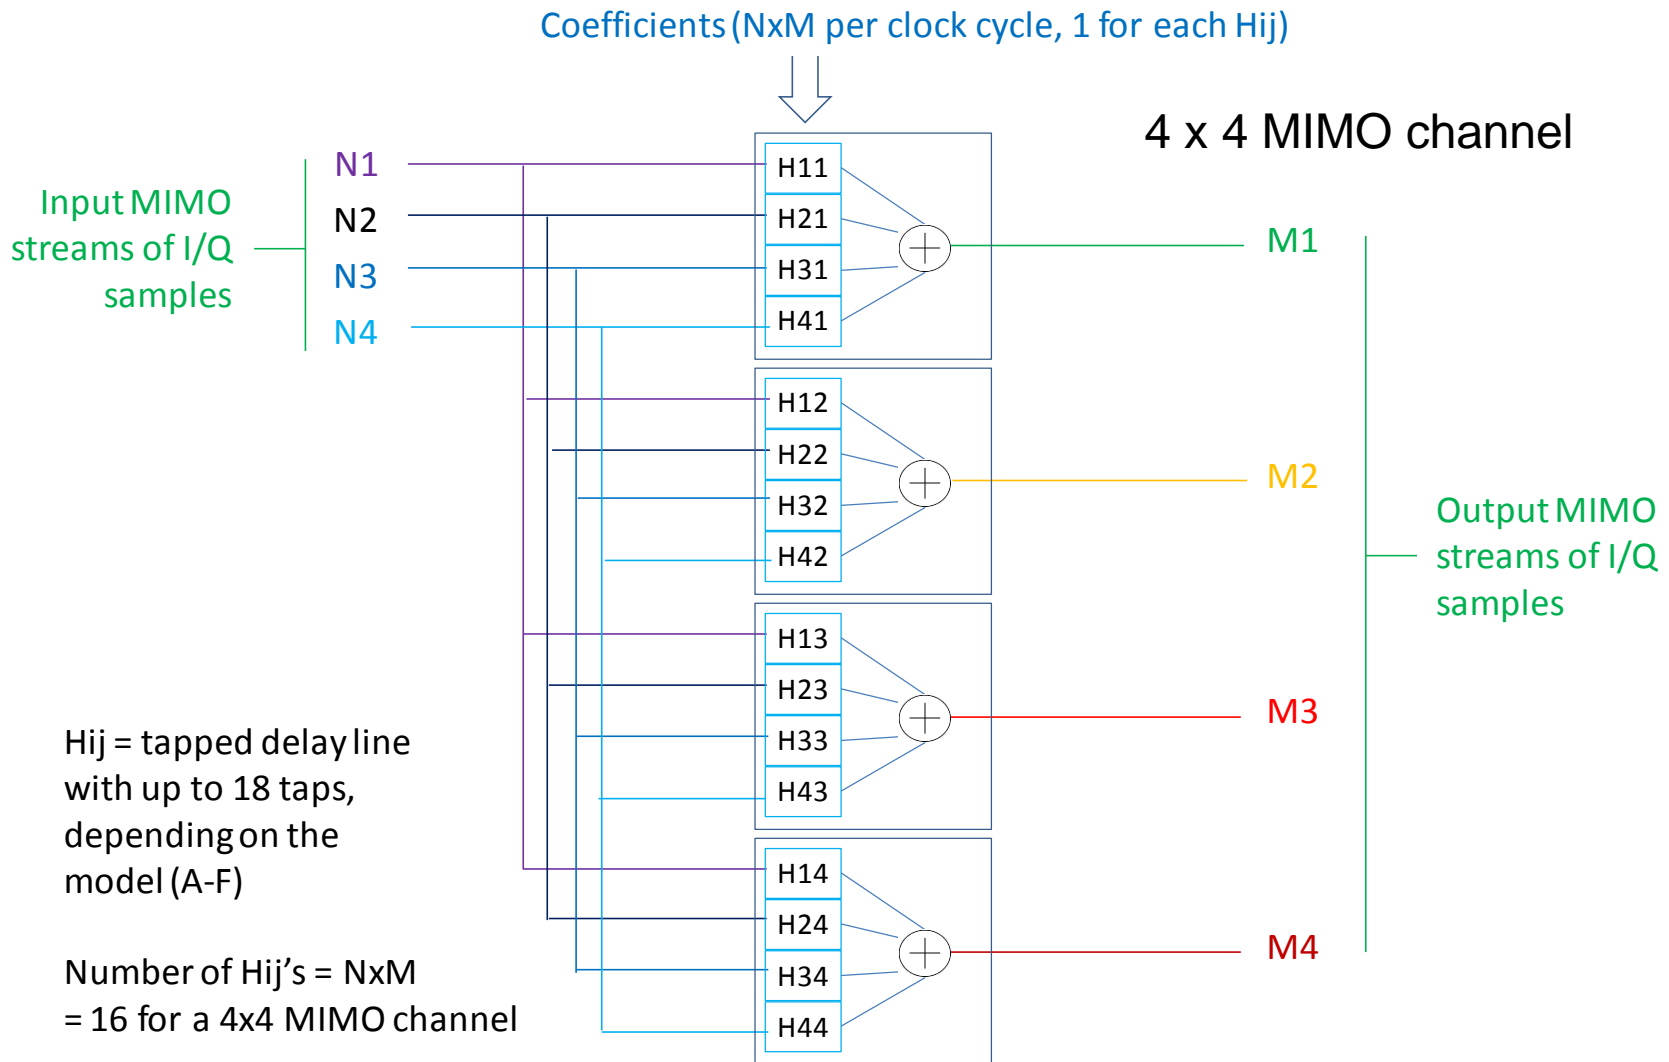 Coefficients (NxM per clock cycle, 1 for each Hij)
4 x 4 MIMO channel
Input MIMO
streams of I/Q
samples
N1
N2
N3
N4
H11
H21
H31
H41
M1
H12
H22
H32
H42
M2
H13
H23
H33
H43
M3
H14
H24
H34
H44
M4
Output MIMO
streams of I/Q
samples
Hij = tapped delay line
with up to 18 taps,
depending on the
model (A-F)
Number of Hij’s = NxM
= 16 for a 4x4 MIMO channel